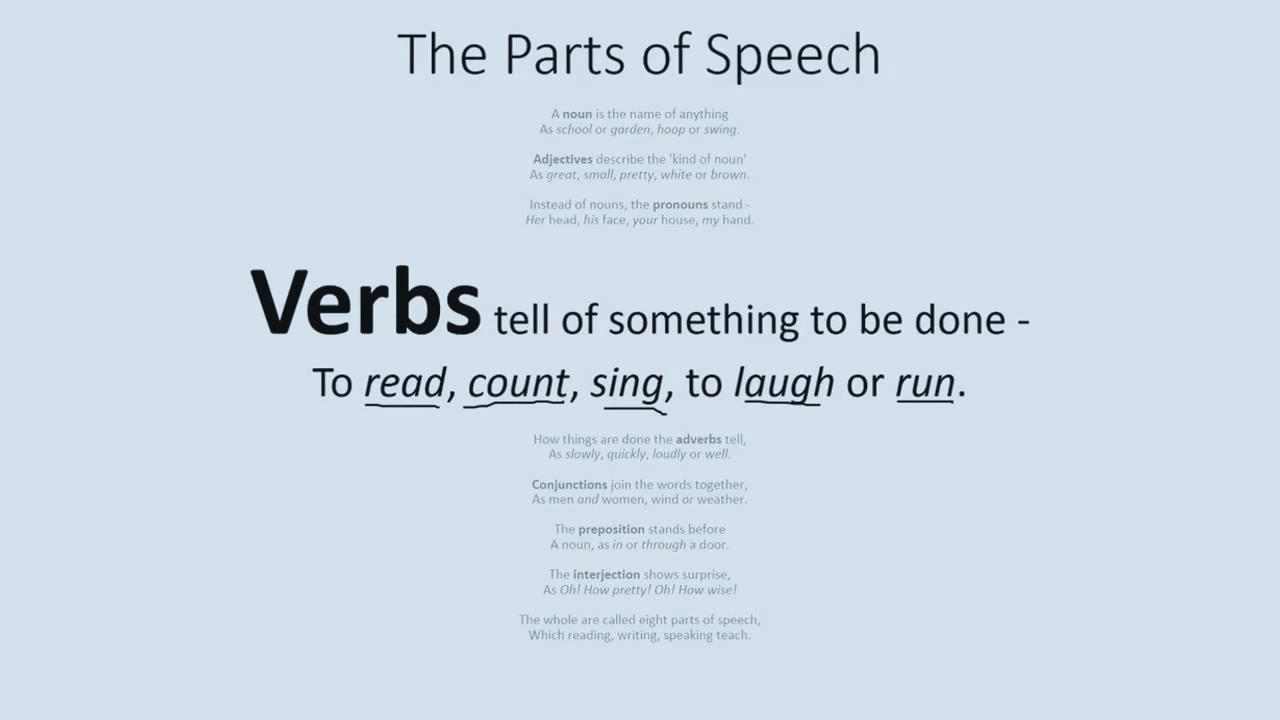 The Parts of Speech
A noun is the name of anything
As school or garden, hoop or swing.
Adjectives describe the 'kind of noun'
As great, small, pretty, white or brown.
Instead of nouns, the pronouns stand -
Her head, his face, your house, my hand.
Verbs tell of something to be done -
To read, count, sing, to laugh or run.
How things are done the adverbs tell,
As slowly, quickly, loudly or well.
Conjunctions join the words together,
As men and women, wind or weather.
The preposition stands before
A noun, as in or through a door.
The interjection shows surprise,
As Oh! How pretty! Oh! How wise!
The whole are called eight parts of speech,
Which reading, writing, speaking teach.